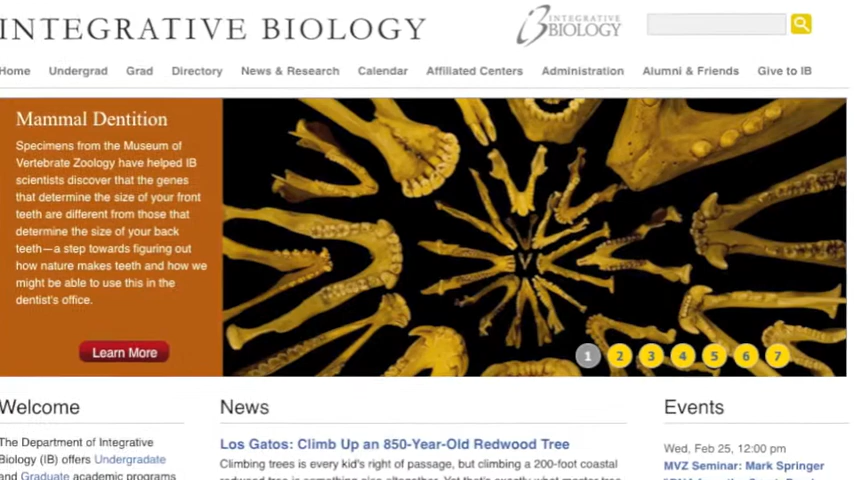 INTEGRATIVE BIOLOGY
INTEGRATIVE
BIOLOGY
Home Undergrad Grad Directory News & Research Calendar Affiliated Centers Administration Alumni & Friends Give to IB
Mammal Dentition
Specimens from the Museum of
Vertebrate Zoology have helped IB
scientists discover that the genes
that determine the size of your front
teeth are different from those that
determine the size of your back
teeth—a step towards figuring out
how nature makes teeth and how we
might be able to use this in the
dentist's office.
Learn More
1 2 3 4 5 6 7
Welcome
The Department of Integrative
Biology (IB) offers Undergraduate
and Graduate academic programs
News
Los Gatos: Climb Up an 850-Year-Old Redwood Tree
Climbing trees is every kid's right of passage, but climbing a 200-foot coastal
Events
Wed, Feb 25, 12:00 pm
MVZ Seminar: Mark Springer